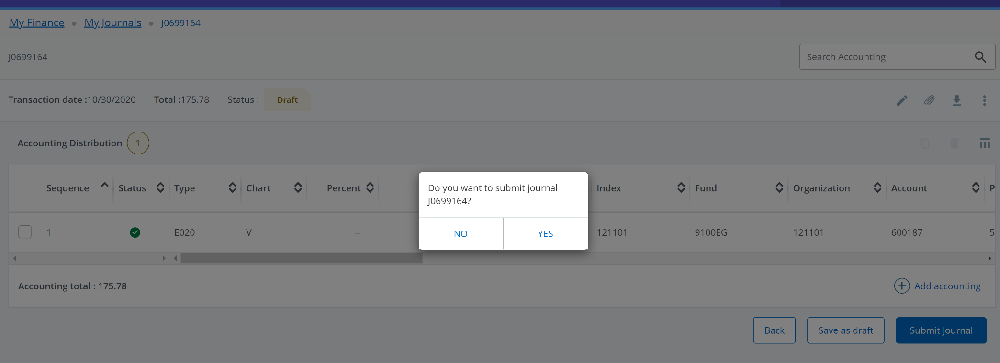 My Finance • My Journals • J0699164
J0699164
Search Accounting
Transaction date :10/30/2020 Total :175.78 Status : Draft
Accounting Distribution 1
Sequence Status Type Chart Percent Index Fund Organization Account P
Do you want to submit journal
J0699164?
1 E020 V -- 121101 9100EG 121101 600187 5
NO YES
Accounting total : 175.78 Add accounting
Back Save as draft Submit Journal